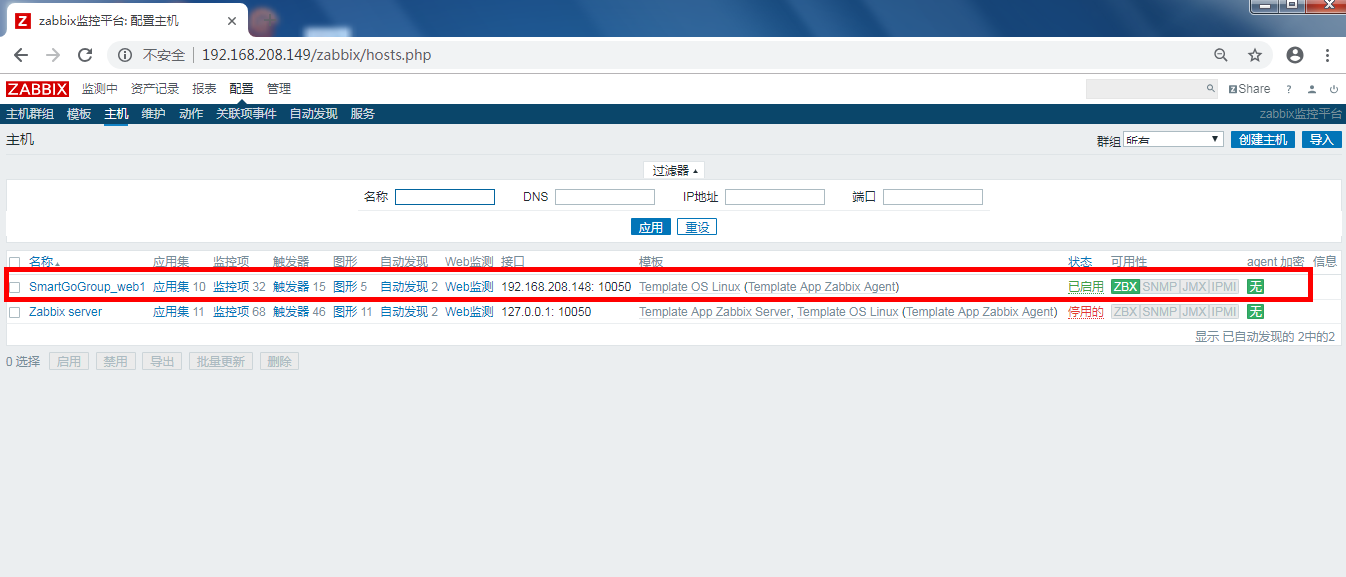 Z zabbix监控平台: 配置主机
不安全 192.168.208.149/zabbix/hosts.php
ZABBIX 监测中 资产记录 报表 配置 管理 Z Share ?
主机群组 模板 主机 维护 动作 关联项事件 自动发现 服务 zabbix监控平台
主机 群组 所有 创建主机 导入
过滤器
名称 DNS IP地址 端口
应用 重设
名称 应用集 监控项 触发器 图形 自动发现 Web监测 接口 模板 状态 可用性 agent 加密 信息
SmartGoGroup_web1 应用集 10 监控项 32 触发器 15 图形 5 自动发现 2 Web监测 192.168.208.148: 10050 Template OS Linux (Template App Zabbix Agent) 已启用 ZBX SNMP JMX IPMI 无
Zabbix server 应用集 11 监控项 68 触发器 46 图形 11 自动发现 2 Web监测 127.0.0.1: 10050 Template App Zabbix Server, Template OS Linux (Template App Zabbix Agent) 停用的 ZBX SNMP JMX IPMI 无
显示 已自动发现的 2中的2
0 选择 启用 禁用 导出 批量更新 删除